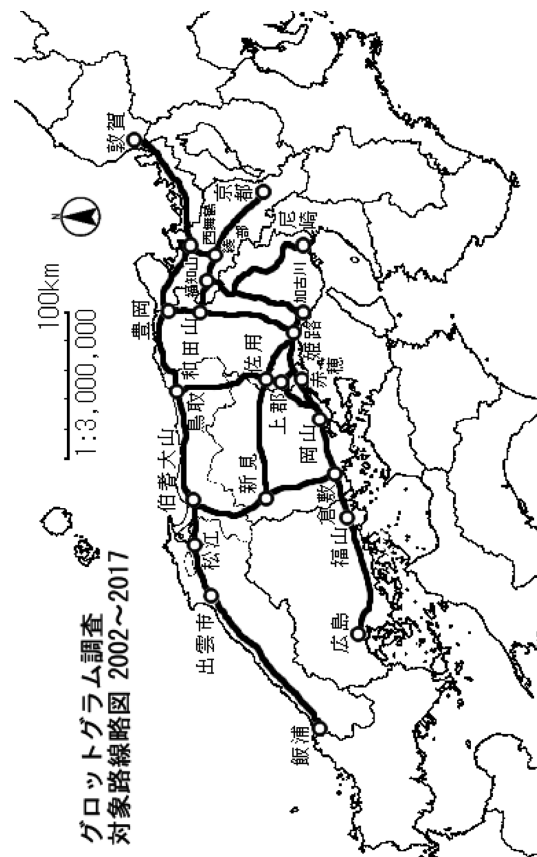 グロットグラム調査
対象路線略図 2002～2017
1:3,000,000
100km
N
敦賀
西舞鶴
綾部
京都
福知山
尼崎
豊岡
和田山
加古川
姫路
鳥取
佐用
上郡
赤穂
岡山
伯耆大山
新見
倉敷
松江
福山
出雲市
広島
飯浦